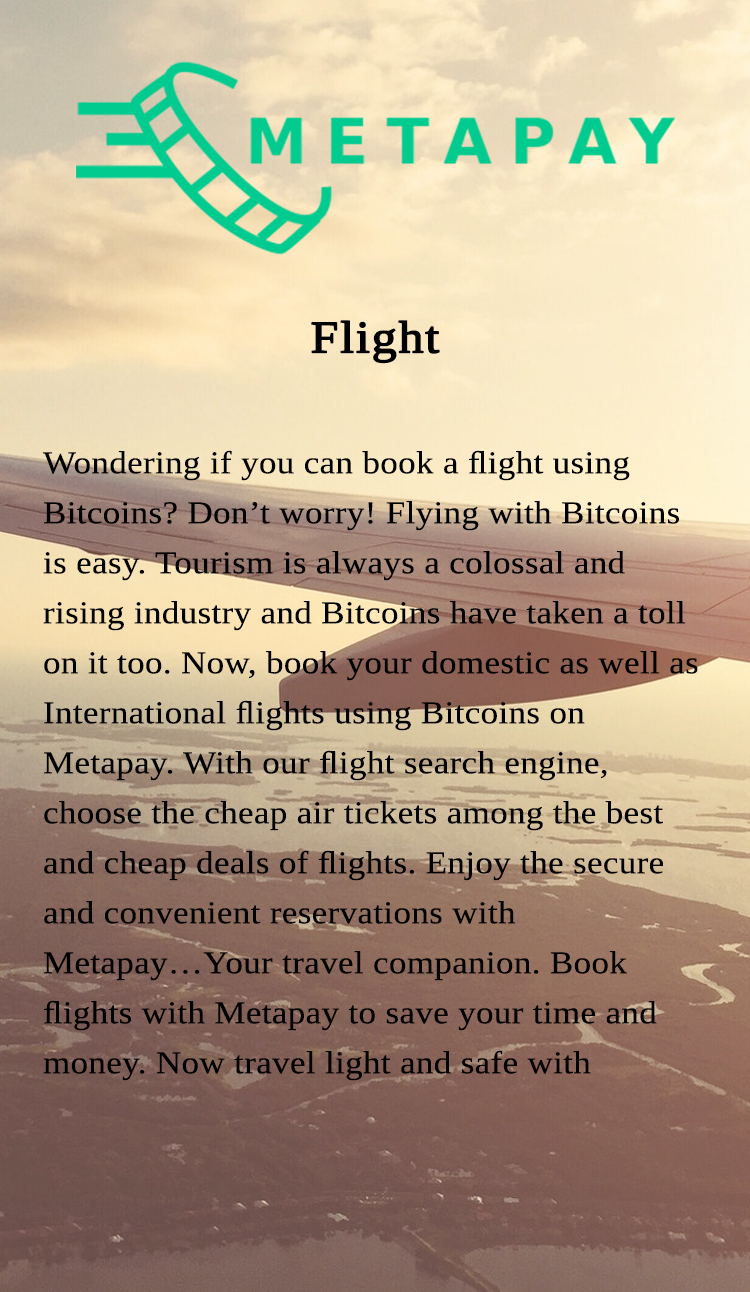 METAPAY
Flight
Wondering if you can book a flight using
Bitcoins? Don’t worry! Flying with Bitcoins
is easy. Tourism is always a colossal and
rising industry and Bitcoins have taken a toll
on it too. Now, book your domestic as well as
International flights using Bitcoins on
Metapay. With our flight search engine,
choose the cheap air tickets among the best
and cheap deals of flights. Enjoy the secure
and convenient reservations with
Metapay…Your travel companion. Book
flights with Metapay to save your time and
money. Now travel light and safe with